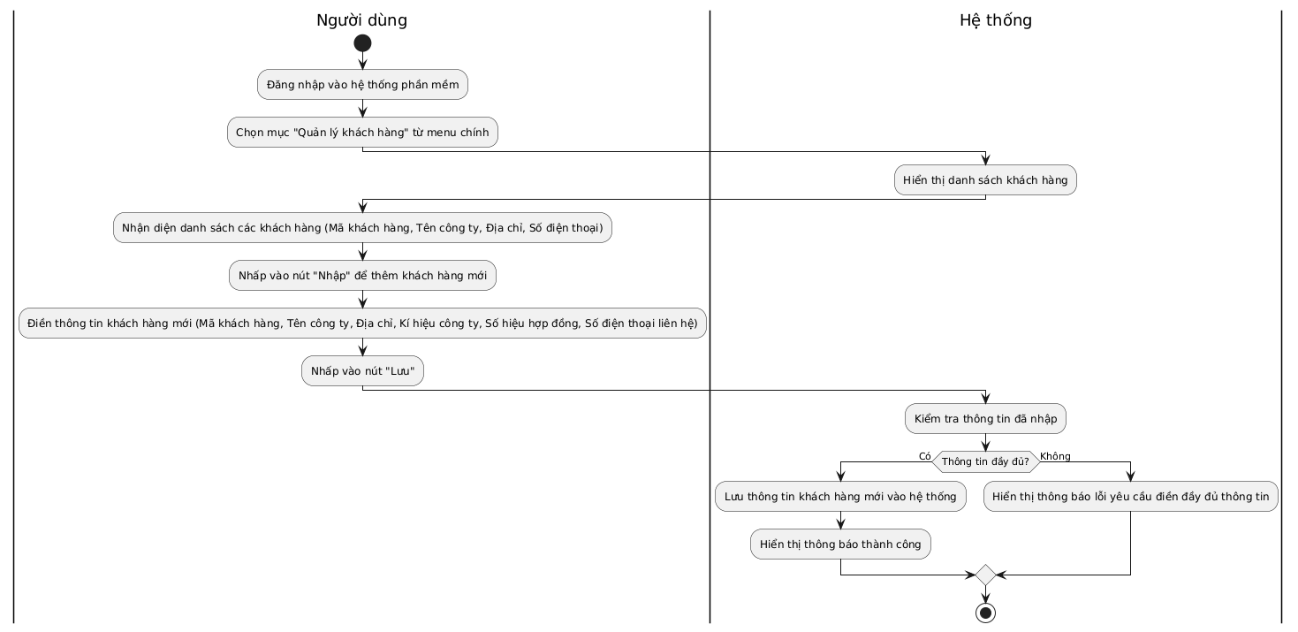 Người dùng
Hệ thống
Đăng nhập vào hệ thống phần mềm
Chọn mục "Quản lý khách hàng" từ menu chính
Hiển thị danh sách khách hàng
Nhận diện danh sách các khách hàng (Mã khách hàng, Tên công ty, Địa chỉ, Số điện thoại)
Nhấp vào nút "Nhập" để thêm khách hàng mới
Điền thông tin khách hàng mới (Mã khách hàng, Tên công ty, Địa chỉ, Kí hiệu công ty, Số hiệu hợp đồng, Số điện thoại liên hệ)
Nhấp vào nút "Lưu"
Kiểm tra thông tin đã nhập
Có
Thông tin đầy đủ?
Không
Lưu thông tin khách hàng mới vào hệ thống
Hiển thị thông báo lỗi yêu cầu điền đầy đủ thông tin
Hiển thị thông báo thành công